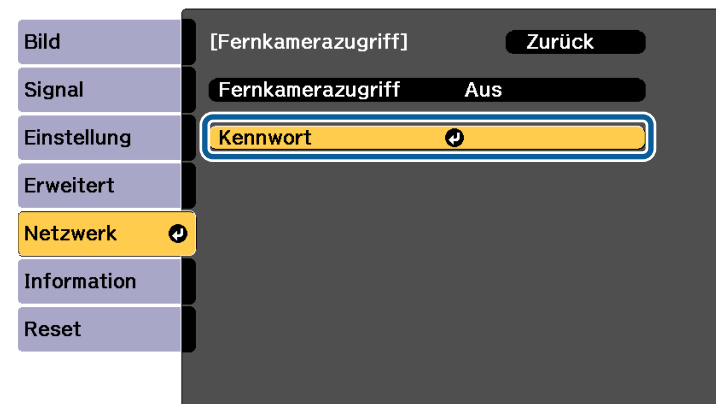 Bild
Signal
Einstellung
Erweitert
Netzwerk
Information
Reset
[Fernkamerazugriff] Zurück
Fernkamerazugriff Aus
Kennwort